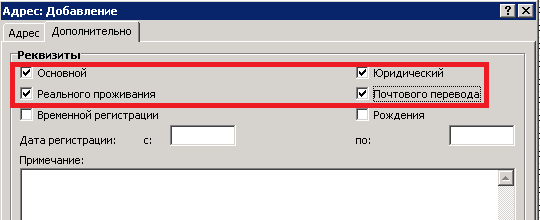 Адрес: Добавление
Адрес Дополнительно
Реквизиты
Основной Юридический
Реального проживания Почтового перевода
Временной регистрации Рождения
Дата регистрации: с: по:
Примечание: